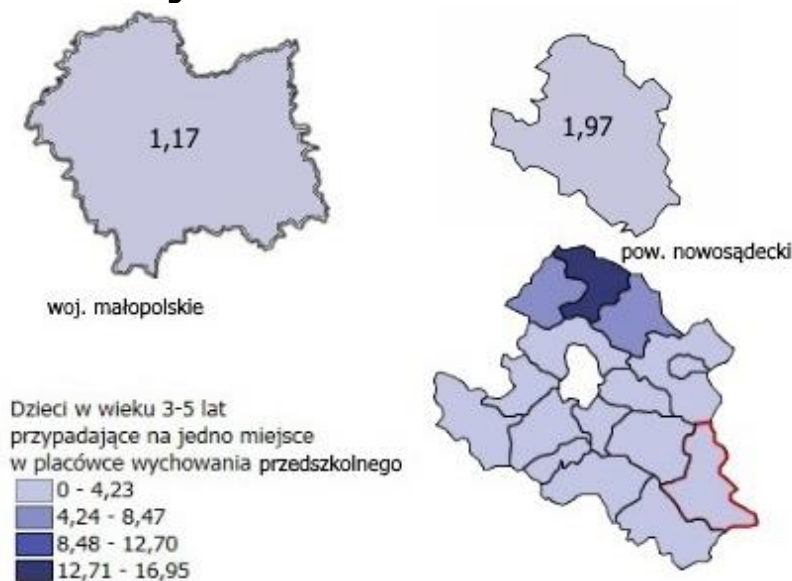 1,17
1,97
pow. nowosądecki
woj. małopolskie
Dzieci w wieku 3-5 lat
przypadające na jedno miejsce
w placówce wychowania przedszkolnego
0 - 4,23
4,24 - 8,47
8,48 - 12,70
12,71 - 16,95